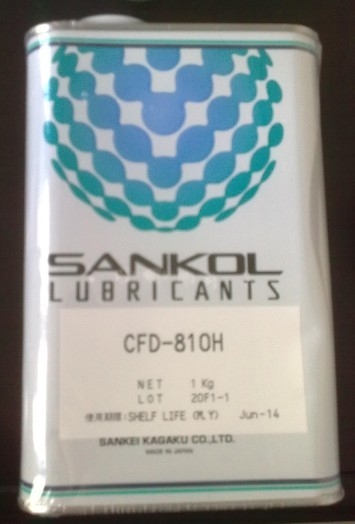 SANKOL
LUBRICANTS
CFD-810H
NET 1 Kg
LOT 20F1-1
使用期限:SHELF LIFE (M,Y) Jun-14
SANKEI KAGAKU CO.,LTD.
MADE IN JAPAN